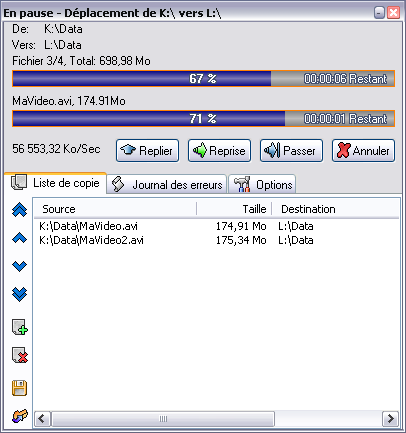 En pause - Déplacement de K:\ vers L:\
De: K:\Data
Vers: L:\Data
Fichier 3/4, Total: 698,98 Mo
67 % 00:00:06 Restant
MaVideo.avi, 174.91Mo
71 % 00:00:01 Restant
56 553,32 Ko/Sec Replier Reprise Passer Annuler
Liste de copie Journal des erreurs Options
Source Taille Destination
K:\Data\MaVideo.avi 174,91 Mo L:\Data
K:\Data\MaVideo2.avi 175,34 Mo L:\Data